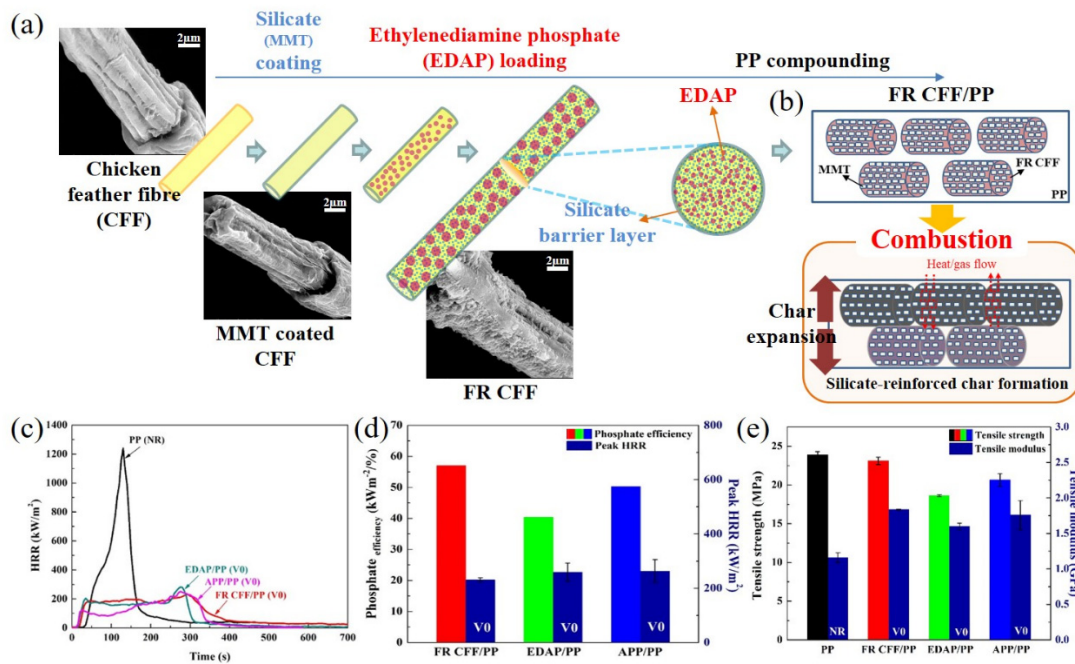 (a)
2μm
Silicate
(MMT)
coating
Ethylenediamine phosphate
(EDAP) loading
PP compounding
Chicken
feather fibre
(CFF)
2μm
MMT coated
CFF
2μm
FR CFF
EDAP
Silicate
barrier layer
(b)
FR CFF/PP
MMT
FR CFF
PP
Combustion
Heat/gas flow
Char
expansion
Silicate-reinforced char formation
(c)
HRR (kW/m²)
1400
1200
1000
800
600
400
200
0
PP (NR)
EDAP/PP (V0)
APP/PP (V0)
FR CFF/PP (V0)
0 100 200 300 400 500 600 700
Time (s)
(d)
Phosphate efficiency (kWm⁻²/%)
70
60
50
40
30
20
10
0
Phosphate efficiency
Peak HRR
V0 V0 V0
FR CFF/PP EDAP/PP APP/PP
800
600
400
200
0
Peak HRR (kW/m²)
(e)
Tensile strength (MPa)
25
20
15
10
5
0
Tensile strength
Tensile modulus
NR V0 V0 V0
PP FR CFF/PP EDAP/PP APP/PP
3.0
2.5
2.0
1.5
1.0
0.5
0.0
Tensile modulus (GPa)